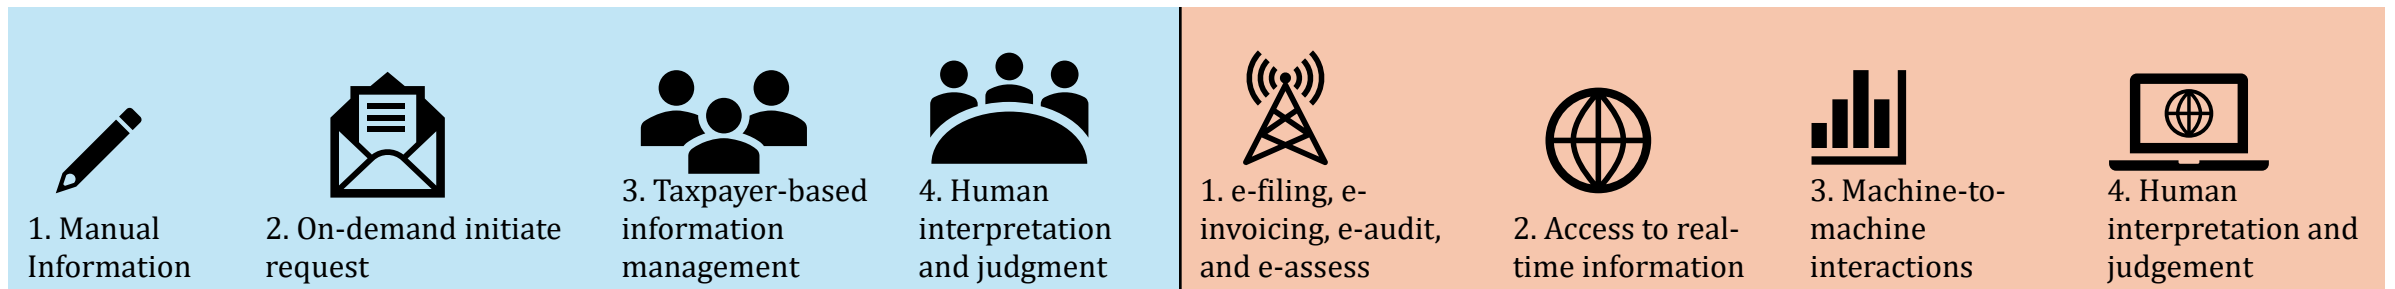 1. Manual
Information
2. On-demand initiate
request
3. Taxpayer-based
information
management
4. Human
interpretation
and judgment
1. e-filing, e-
invoicing, e-audit,
and e-assess
2. Access to real-
time information
3. Machine-to-
machine
interactions
4. Human
interpretation and
judgement